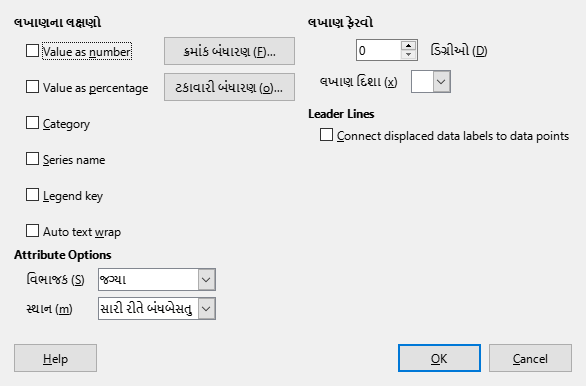 લખાણના લક્ષણો
Value as number
ક્રમાંક બંધારણ (F)...
Value as percentage
ટકાવારી બંધારણ (o)...
Category
Series name
Legend key
Auto text wrap
Attribute Options
વિભાજક (S)
જગ્યા
સ્થાન (m)
સારી રીતે બંધબેસતુ
લખાણ ફેરવો
0
ડિગ્રીઓ (D)
લખાણ દિશા (x)
Leader Lines
Connect displaced data labels to data points
Help
OK
Cancel